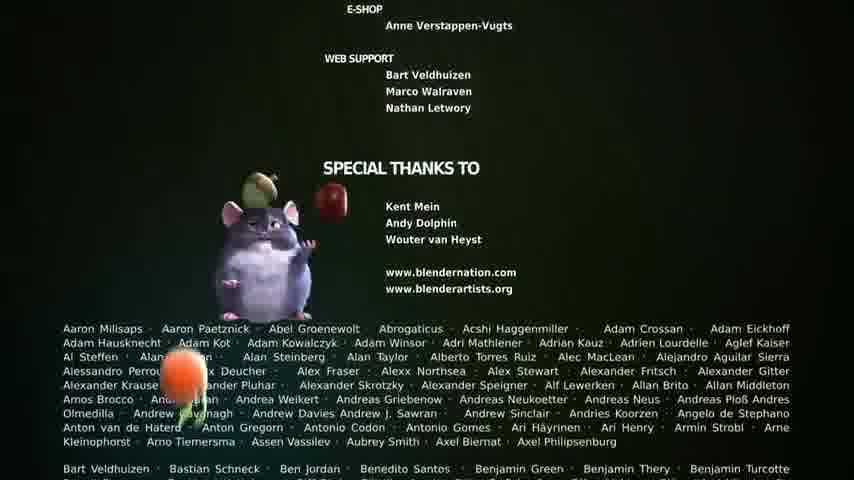 E-SHOP
Anne Verstappen-Vugts
WEB SUPPORT
Bart Veldhuizen
Marco Walraven
Nathan Letwory
SPECIAL THANKS TO
Kent Mein
Andy Dolphin
Wouter van Heyst
www.blendernation.com
www.blenderartists.org
Aaron Milisaps · Aaron Paetznick · Abel Groenewolt · Abrogaticus · Acshi Haggenmiller · Adam Crossan · Adam Eickhoff
Adam Hausknecht · Adam Kot · Adam Kowalczyk · Adam Winsor · Adri Mathlener · Adrian Kauz · Adrien Lourdelle · Aglef Kaiser
Al Steffen · Alan Steinberg · Alan Taylor · Alberto Torres Ruiz · Alec MacLean · Alejandro Aguilar Sierra
Alessandro Deucher · Alex Fraser · Alexx Northsea · Alex Stewart · Alexander Fritsch · Alexander Gitter
Alexander Krause Pluhar · Alexander Skrotzky · Alexander Speigner · Alf Lewerken · Allan Brito · Allan Middleton
Amos Brocco · Andrea Weikert · Andreas Griebenow · Andreas Neukoetter · Andreas Neus · Andreas Ploß Andres
Olmedilla · Andrew Kavanagh · Andrew Davies Andrew J. Sawran · Andrew Sinclair · Andries Koorzen · Angelo de Stephano
Anton van de Haterd · Anton Gregorn · Antonio Codon · Antonio Gomes · Ari Häyrinen · Ari Henry · Armin Strobl · Arne
Kleinophorst · Arno Tiemersma · Assen Vassilev · Aubrey Smith · Axel Biernat · Axel Philipsenburg
Bart Veldhuizen · Bastian Schneck · Ben Jordan · Benedito Santos · Benjamin Green · Benjamin Thery · Benjamin Turcotte